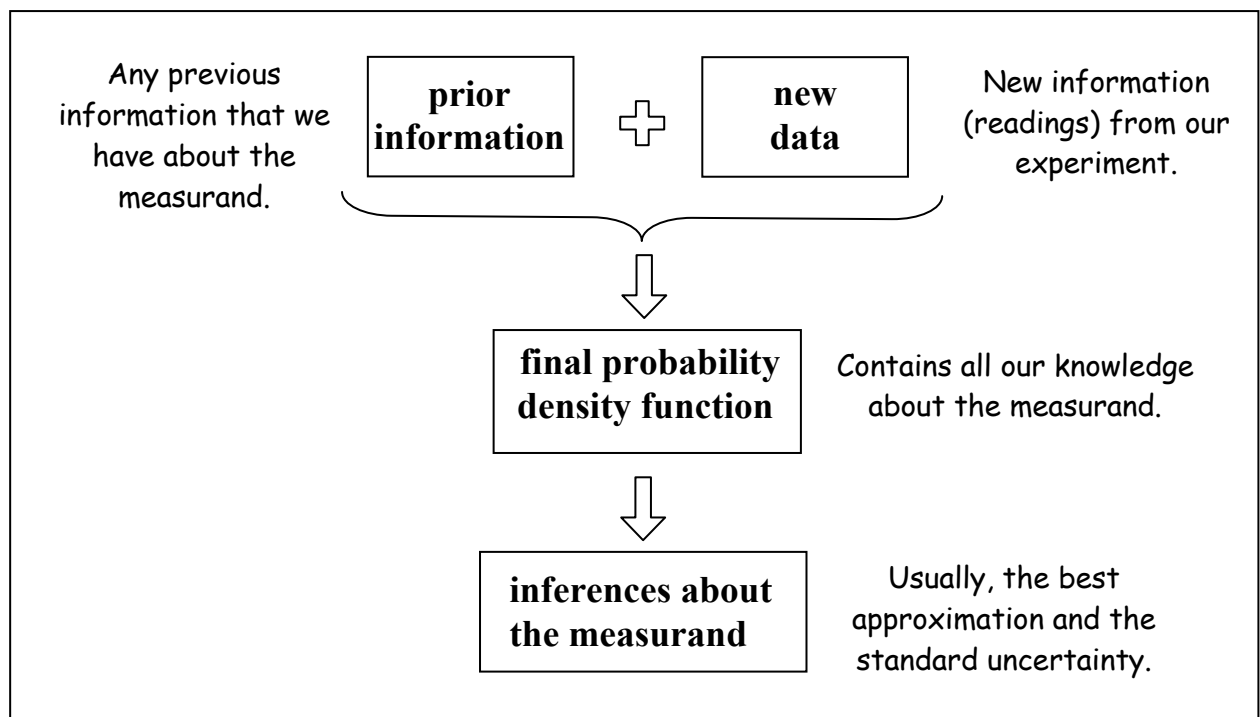 Any previous
information that we
have about the
measurand.
prior
information
new
data
New information
(readings) from our
experiment.
final probability
density function
Contains all our knowledge
about the measurand.
inferences about
the measurand
Usually, the best
approximation and the
standard uncertainty.